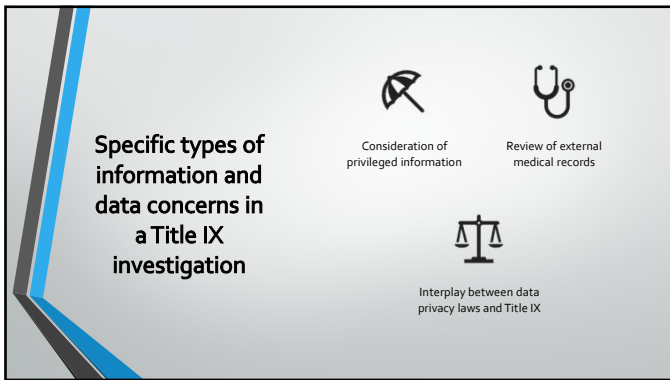 Specific types of
information and
data concerns in
a Title IX
investigation
Consideration of
privileged information
Review of external
medical records
Interplay between data
privacy laws and Title IX